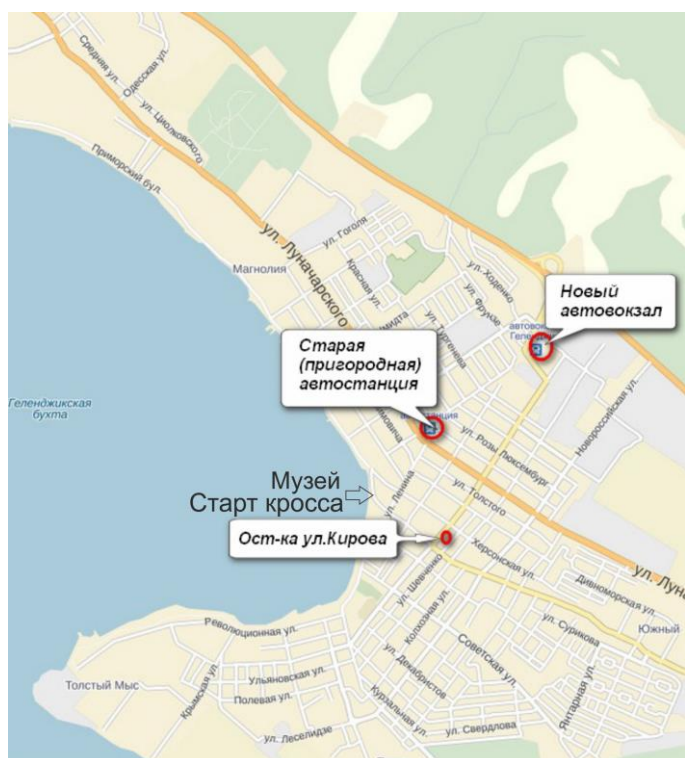 Средняя ул.
Одесская ул.
ул. Циолковского
Приморский бул.
ул. Луначарского
ул. Гоголя
Магнолия
Красная ул.
ул. Ходенко
ул. Фрунзе
Новый
автовокзал
Старая
(пригородная)
автостанция
ул. Тургенева
Геленджикская
бухта
Новороссийская ул.
ул. Розы Люксембург
ул. Ленина
Музей
Старт кросса
ул. Толстого
Ост-ка ул.Кирова
Херсонская ул.
ул. Шевченко
Дивноморская ул.
Революционная ул.
Колхозная ул.
ул. Сурикова
Южный
Советская ул.
Ульяновская ул.
Толстый Мыс
Крымская ул.
Полевая ул.
ул. Декабристов
Курзальная ул.
Янтарная ул.
ул. Свердлова
ул. Леселидзе